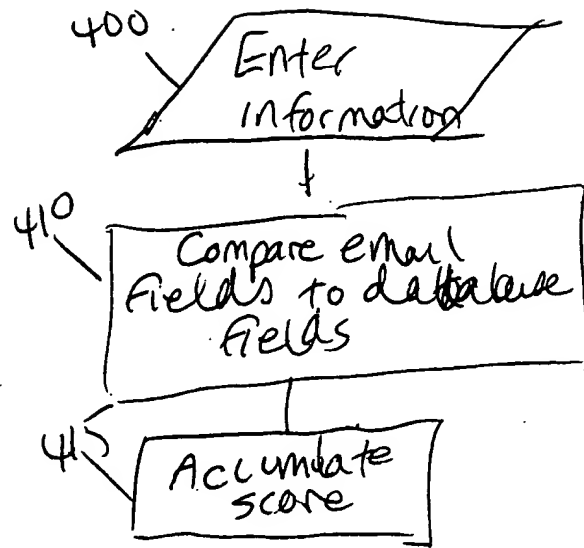 400
Enter
information
410
Compare email
fields to database
fields
415
Accumulate
score